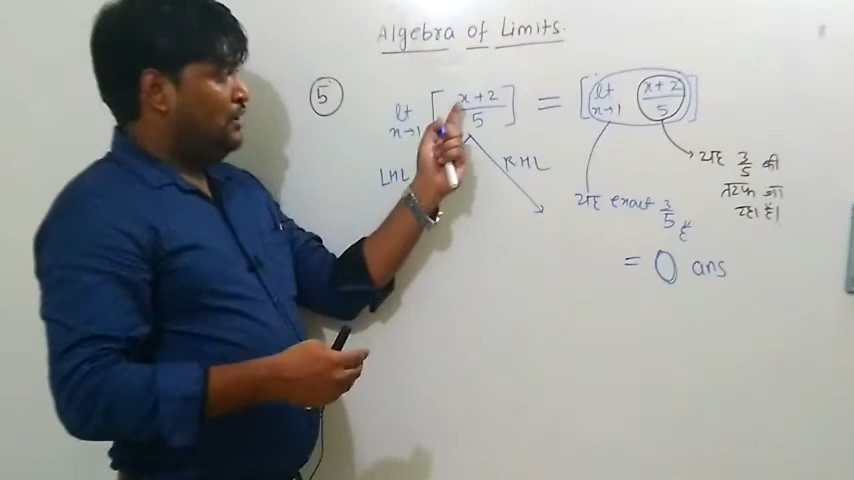 Algebra of Limits.
5
lt x→1 [ x+2 / 5 ] = [ lt x→1 x+2 / 5 ]
LHL RHL
यह 3/5 की
तरफ जा
रहा है।
यह exact 3/5 है
= 0 ans